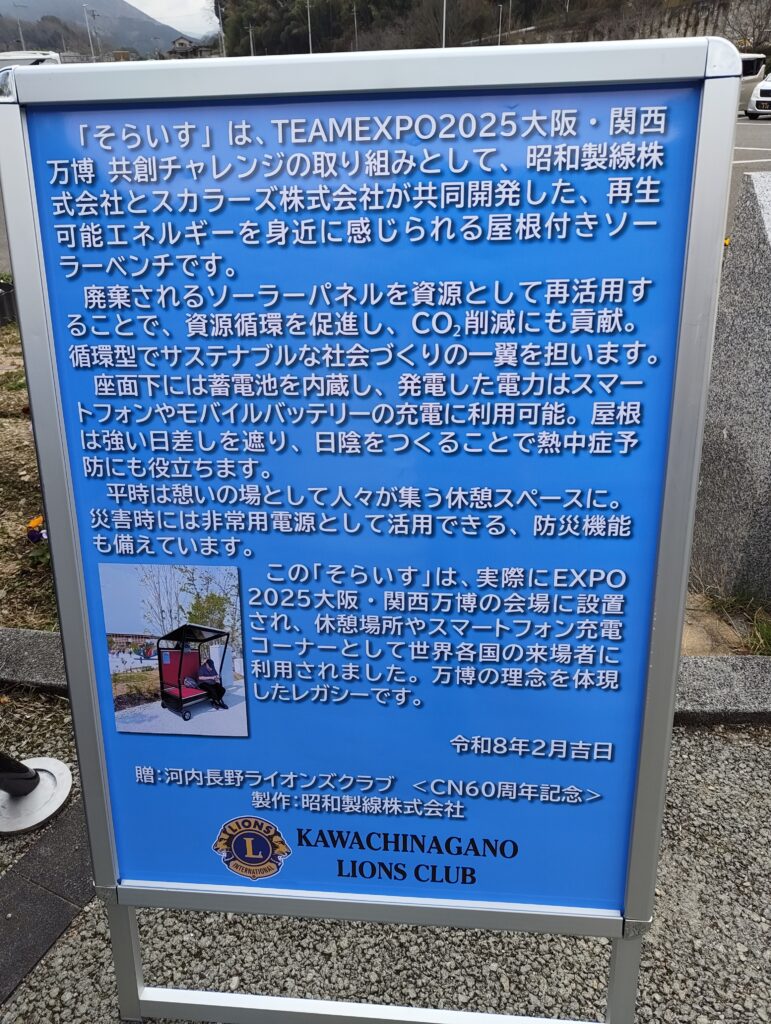 「そらいす」は、TEAMEXPO2025大阪・関西
万博 共創チャレンジの取り組みとして、昭和製線株
式会社とスカラーズ株式会社が共同開発した、再生
可能エネルギーを身近に感じられる屋根付きソー
ラーベンチです。
廃棄されるソーラーパネルを資源として再活用す
ることで、資源循環を促進し、CO₂削減にも貢献。
循環型でサステナブルな社会づくりの一翼を担います。
座面下には蓄電池を内蔵し、発電した電力はスマー
トフォンやモバイルバッテリーの充電に利用可能。屋根
は強い日差しを遮り、日陰をつくることで熱中症予
防にも役立ちます。
平時は憩いの場として人々が集う休憩スペースに。
災害時には非常用電源として活用できる、防災機能
も備えています。
この「そらいす」は、実際にEXPO
2025大阪・関西万博の会場に設置
され、休憩場所やスマートフォン充電
コーナーとして世界各国の来場者に
利用されました。万博の理念を体現
したレガシーです。
令和8年2月吉日
贈：河内長野ライオンズクラブ ＜CN60周年記念＞
製作：昭和製線株式会社
LIONS
L
INTERNATIONAL
KAWACHINAGANO
LIONS CLUB